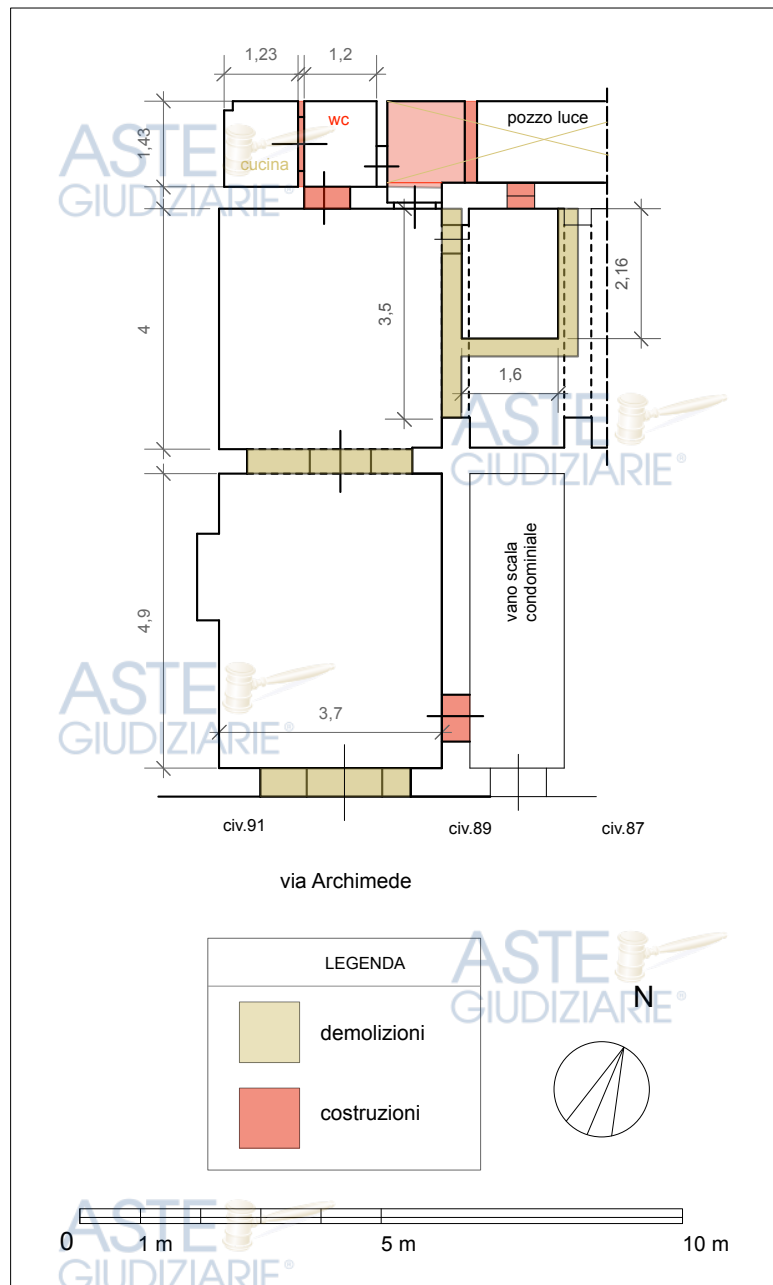 1,23
1,2
wc
pozzo luce
1,43
cucina
ASTE
GIUDIZIARIE®
4
3,5
2,16
1,6
ASTE
GIUDIZIARIE®
vano scala
condominiale
4,9
ASTE
GIUDIZIARIE®
3,7
civ.91
civ.89
civ.87
via Archimede
LEGENDA
ASTE
GIUDIZIARIE®
N
demolizioni
costruzioni
ASTE
GIUDIZIARIE®
0
1 m
5 m
10 m